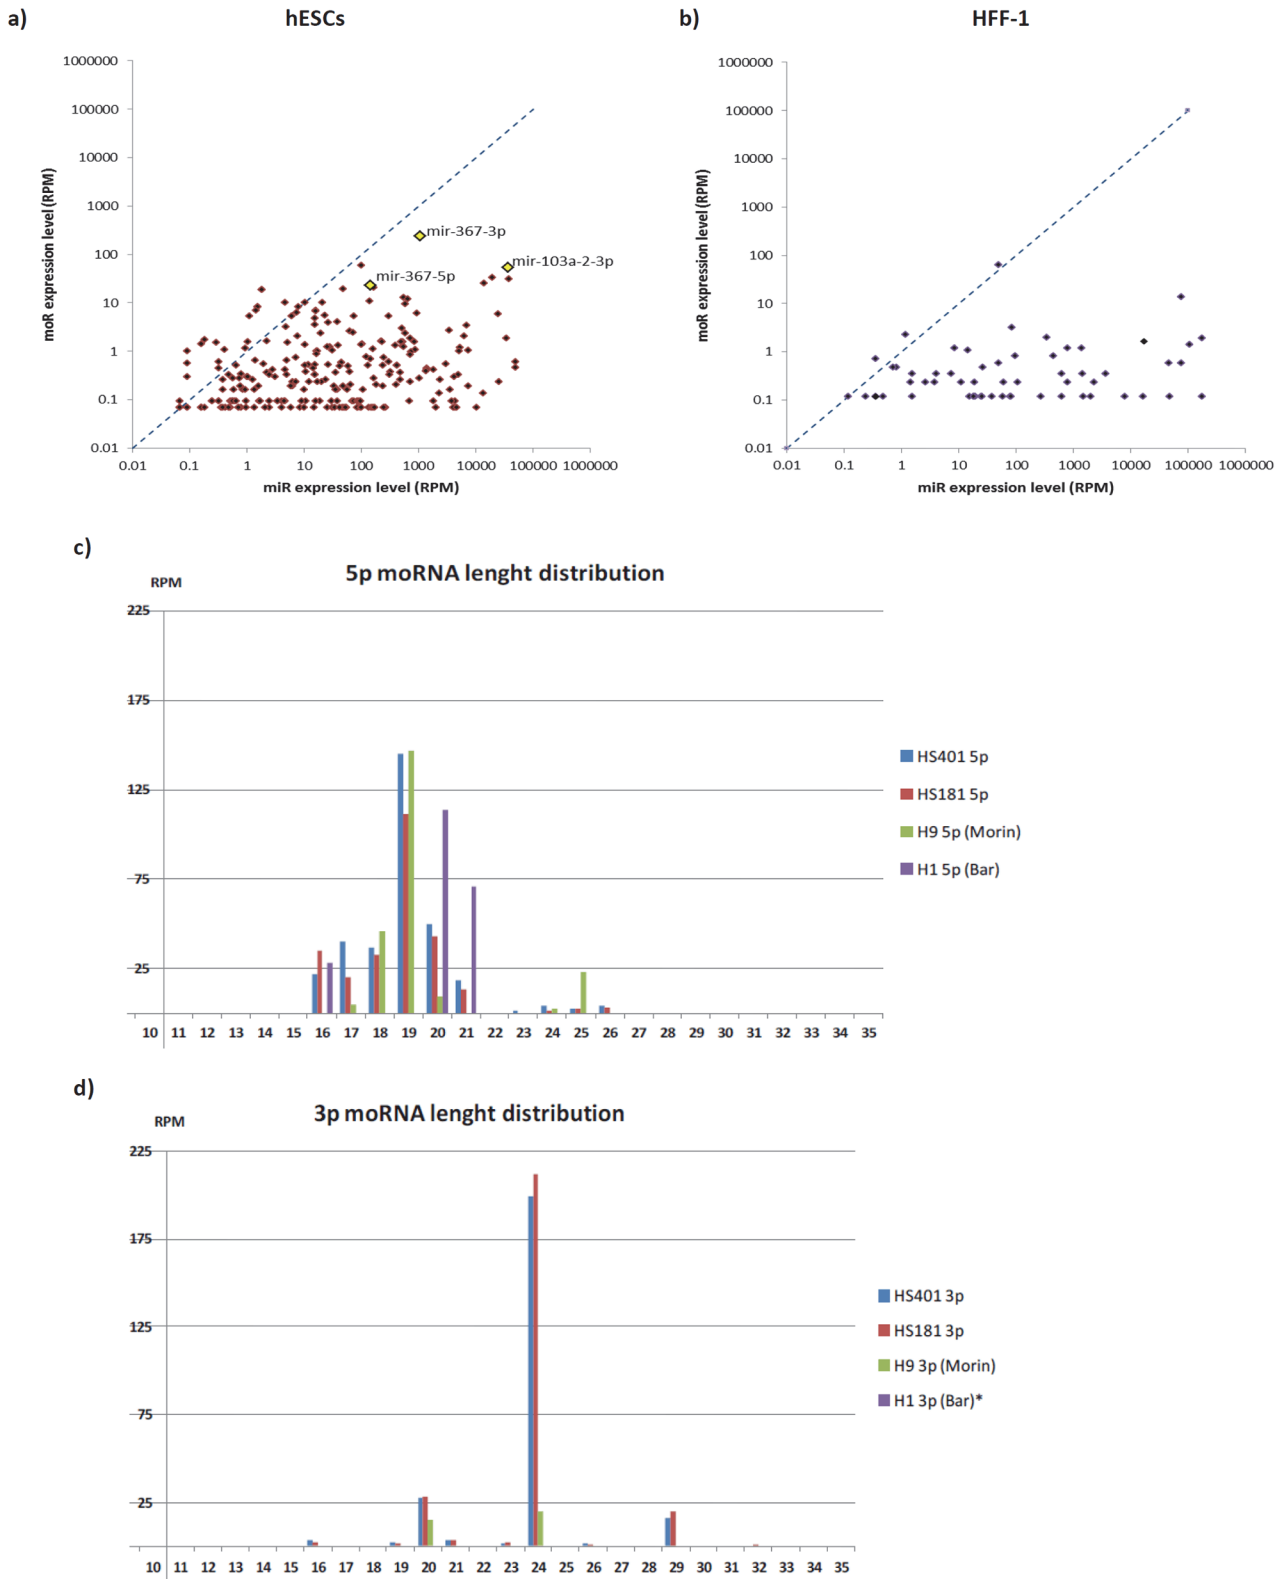 a)
hESCs
1000000
100000
10000
1000
100
10
1
0.1
0.01
moR expression level (RPM)
mir-367-3p
mir-103a-2-3p
mir-367-5p
0.01 0.1 1 10 100 1000 10000 100000 1000000
miR expression level (RPM)
b)
HFF-1
1000000
100000
10000
1000
100
10
1
0.1
0.01
moR expression level (RPM)
0.01 0.1 1 10 100 1000 10000 100000 1000000
miR expression level (RPM)
c)
5p moRNA lenght distribution
RPM
225
175
125
75
25
10 11 12 13 14 15 16 17 18 19 20 21 22 23 24 25 26 27 28 29 30 31 32 33 34 35
HS401 5p
HS181 5p
H9 5p (Morin)
H1 5p (Bar)
d)
3p moRNA lenght distribution
RPM
225
175
125
75
25
10 11 12 13 14 15 16 17 18 19 20 21 22 23 24 25 26 27 28 29 30 31 32 33 34 35
HS401 3p
HS181 3p
H9 3p (Morin)
H1 3p (Bar)*